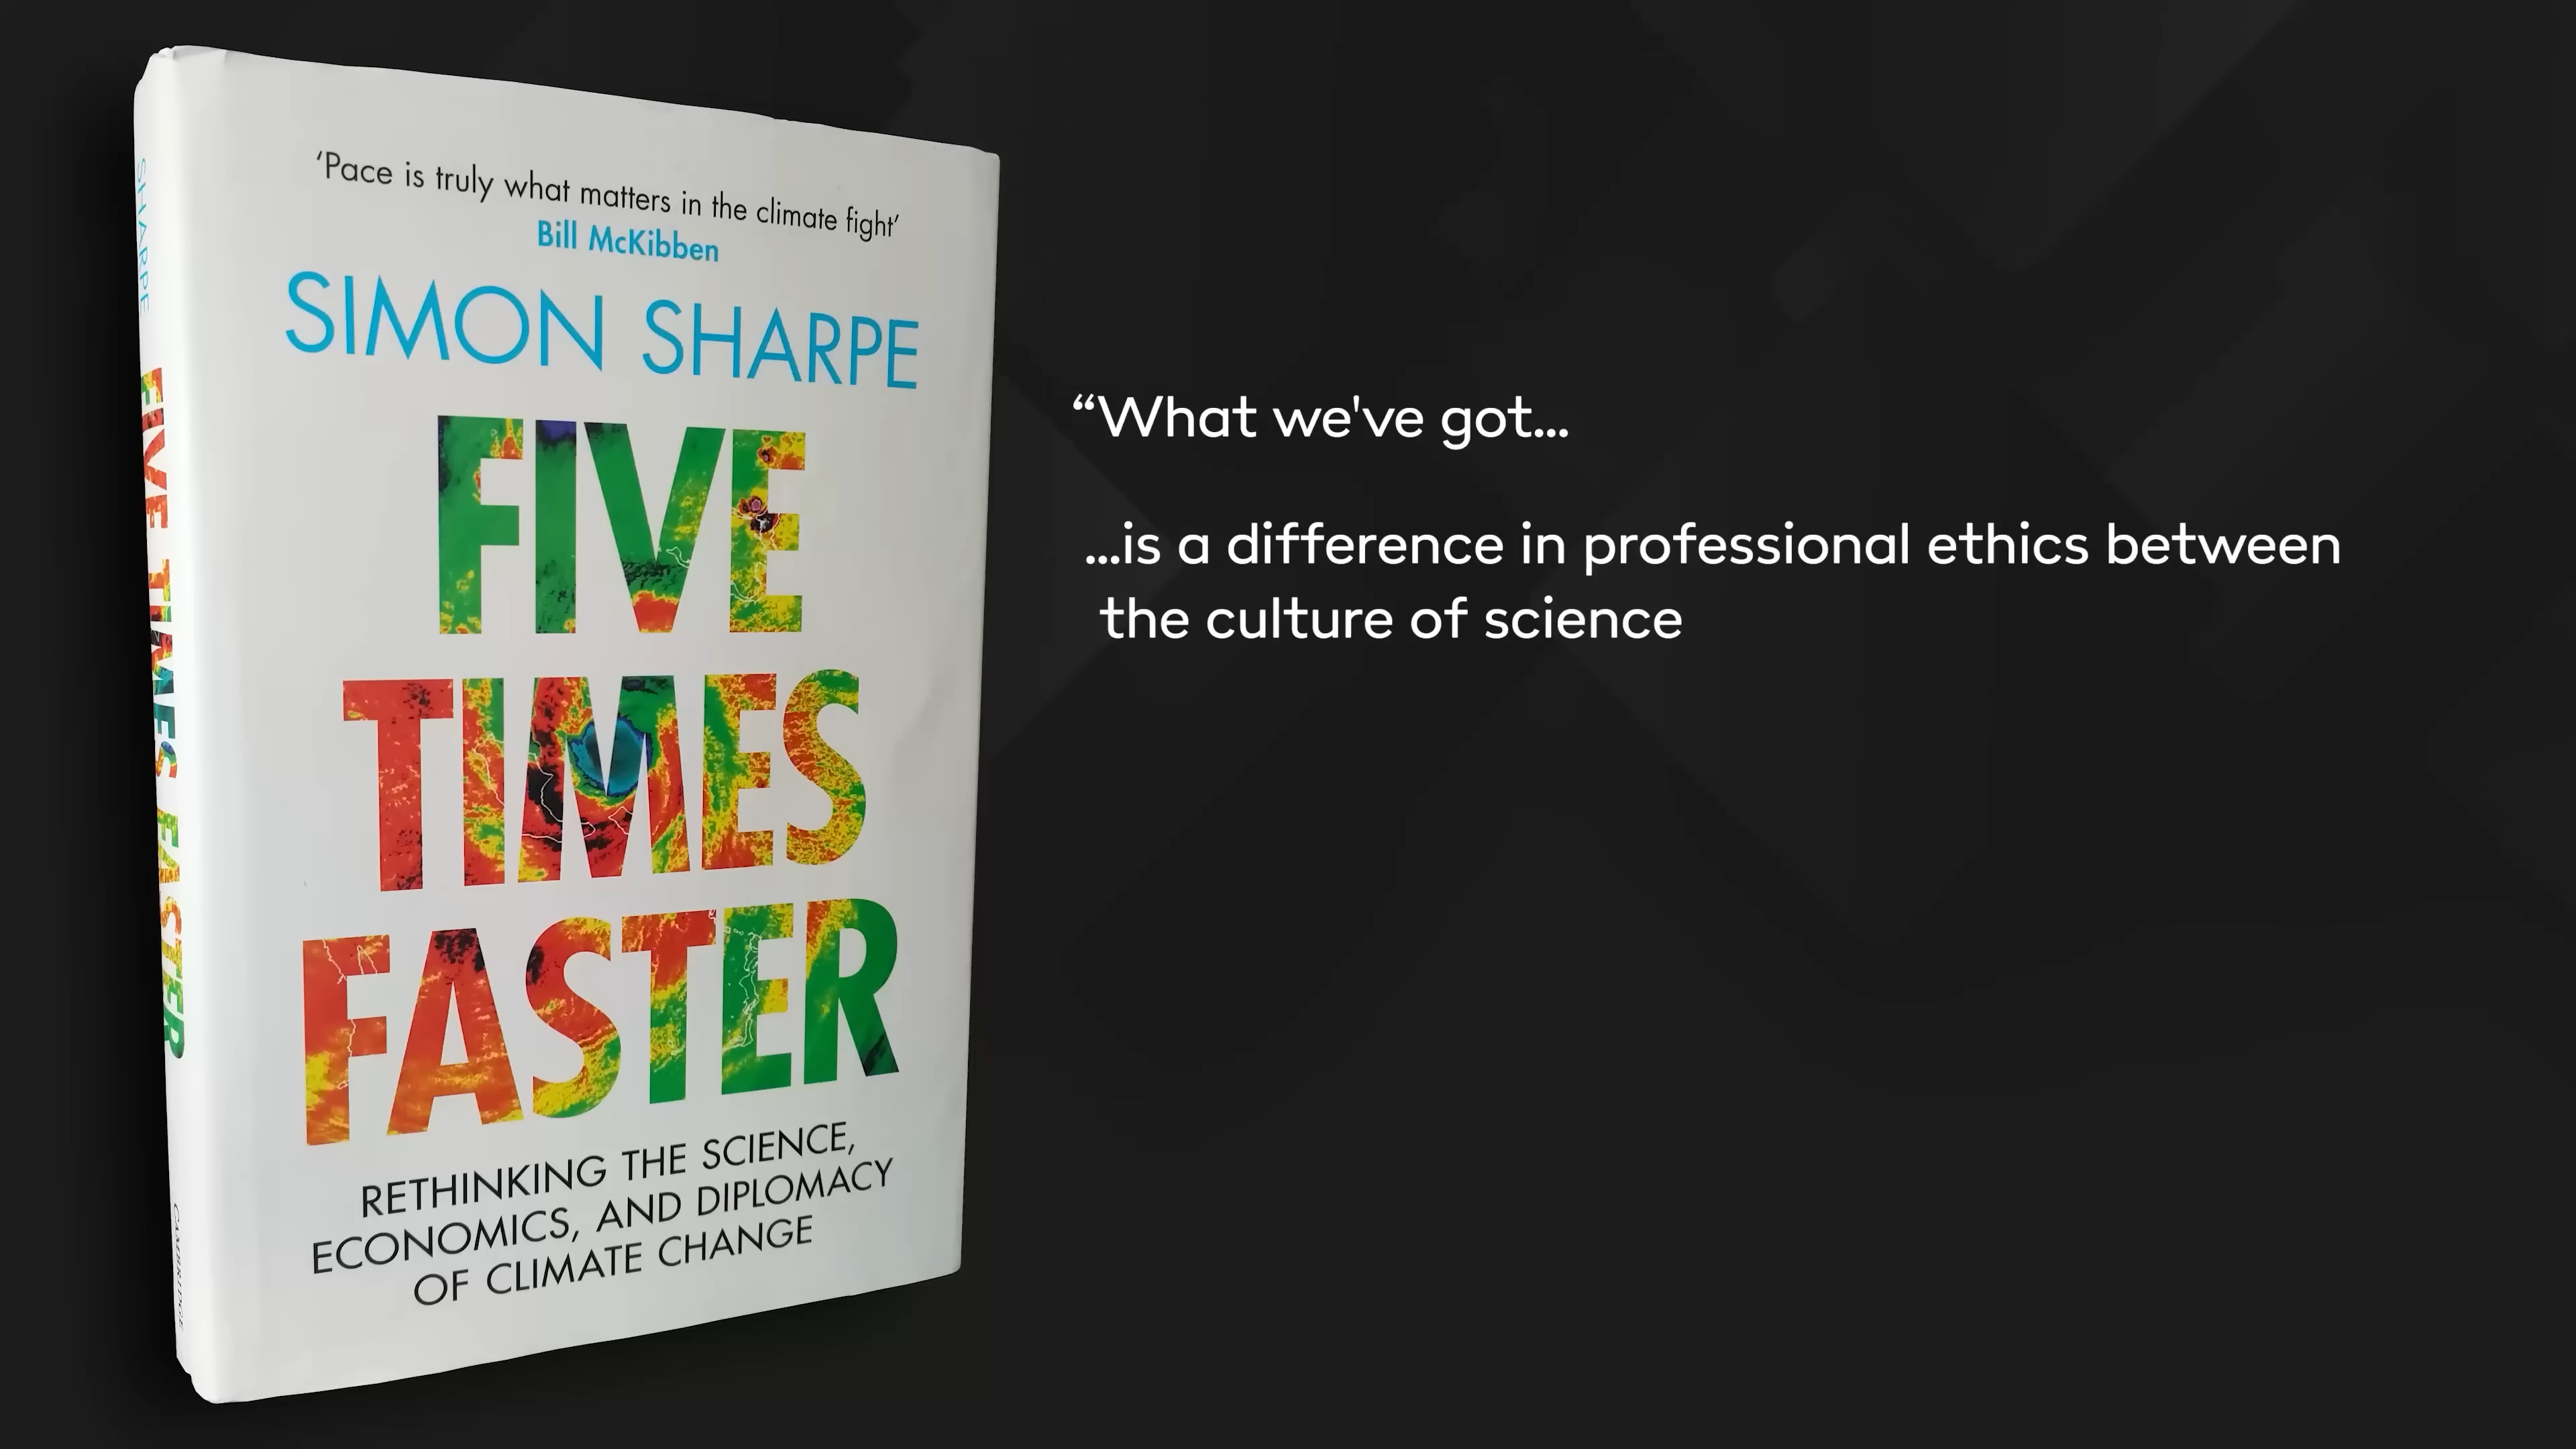 'Pace is truly what matters in the climate fight'
Bill McKibben
SIMON SHARPE
FIVE
TIMES
FASTER
RETHINKING THE SCIENCE,
ECONOMICS, AND DIPLOMACY
OF CLIMATE CHANGE
SHARPE
FIVE TIMES FASTER
CAMBRIDGE
“What we've got...
...is a difference in professional ethics between
the culture of science